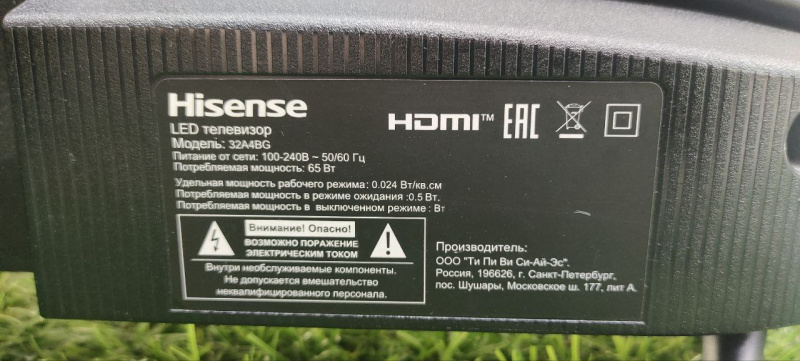 Hisense
LED телевизор
Модель: 32A4BG
Питание от сети: 100-240В ~ 50/60 Гц
Потребляемая мощность: 65 Вт
Удельная мощность рабочего режима: 0.024 Вт/кв.см
Потребляемая мощность в режиме ожидания :0.5 Вт.
Потребляемая мощность в выключенном режиме : Вт
HDMI™ EAC
Внимание! Опасно!
ВОЗМОЖНО ПОРАЖЕНИЕ
ЭЛЕКТРИЧЕСКИМ ТОКОМ
Внутри необслуживаемые компоненты.
Не допускается вмешательство
неквалифицированного персонала.
Производитель:
ООО "Ти Пи Ви Си-Ай-Эс".
Россия, 196626, г. Санкт-Петербург,
пос. Шушары, Московское ш. 177, лит А.